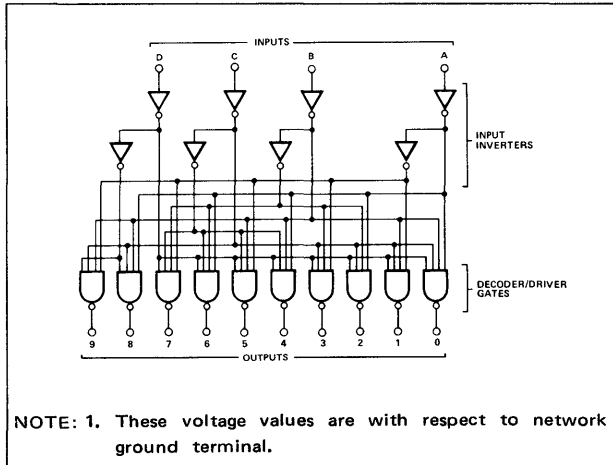 INPUTS
D C B A
INPUT
INVERTERS
DECODER/DRIVER
GATES
9 8 7 6 5 4 3 2 1 0
OUTPUTS
NOTE: 1. These voltage values are with respect to network
ground terminal.